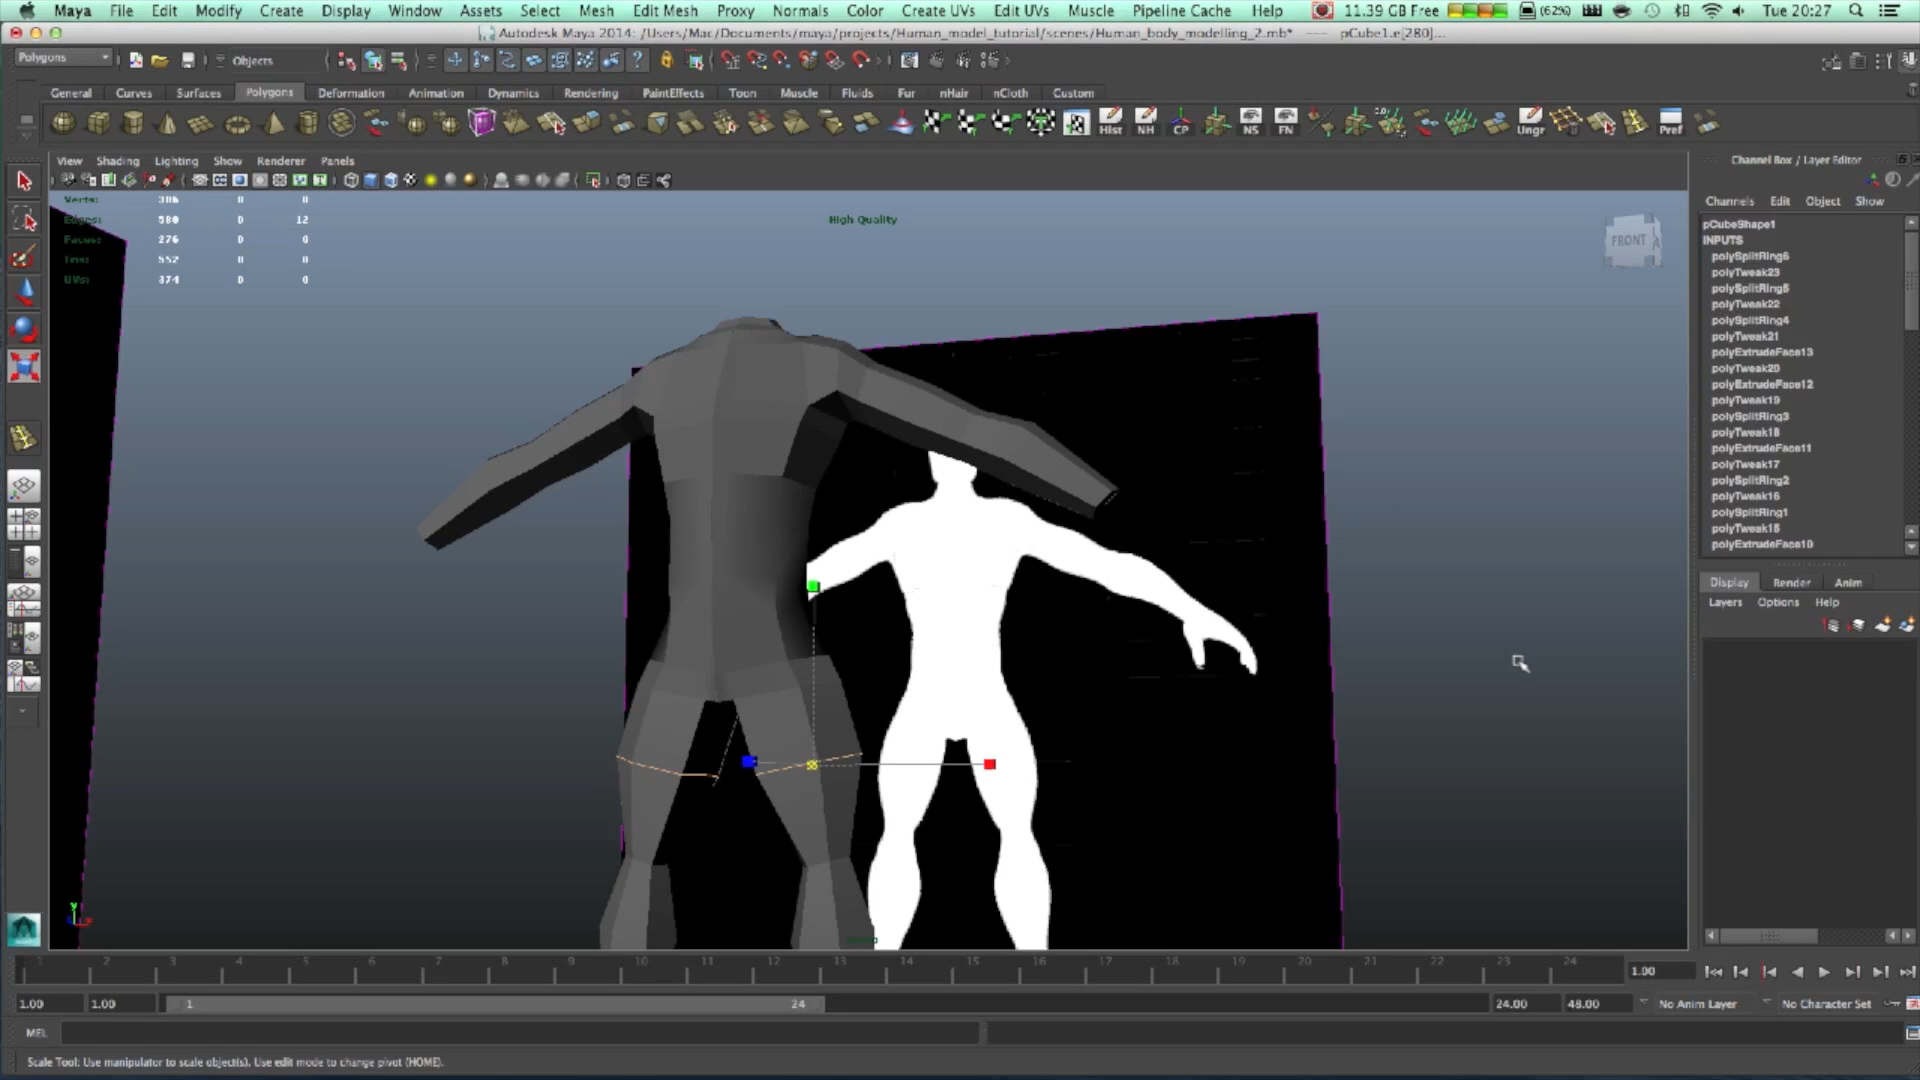 Maya File Edit Modify Create Display Window Assets Select Mesh Edit Mesh Proxy Normals Color Create UVs Edit UVs Muscle Pipeline Cache Help 11.39 GB Free (62%) Tue 20:27
Autodesk Maya 2014: /Users/Mac/Documents/maya/projects/Human_model_tutorial/scenes/Human_body_modelling_2.mb* --- pCube1.e[280]...
Polygons Objects
General Curves Surfaces Polygons Deformation Animation Dynamics Rendering PaintEffects Toon Muscle Fluids Fur nHair nCloth Custom
Hist NH CP NS FN Ungr Pref
View Shading Lighting Show Renderer Panels
Channel Box / Layer Editor
Channels Edit Object Show
Verts: 306 0 0
Edges: 580 0 12
Faces: 276 0 0
Tris: 552 0 0
UVs: 374 0 0
High Quality
FRONT
pCubeShape1
INPUTS
polySplitRing6
polyTweak23
polySplitRing5
polyTweak22
polySplitRing4
polyTweak21
polyExtrudeFace13
polyTweak20
polyExtrudeFace12
polyTweak19
polySplitRing3
polyTweak18
polyExtrudeFace11
polyTweak17
polySplitRing2
polyTweak16
polySplitRing1
polyTweak15
polyExtrudeFace10
Display Render Anim
Layers Options Help
y
x
1 2 3 4 5 6 7 8 9 10 11 12 13 14 15 16 17 18 19 20 21 22 23 24 1.00
1.00 1.00 1 24 24.00 48.00 No Anim Layer No Character Set
MEL
Scale Tool: Use manipulator to scale object(s). Use edit mode to change pivot (HOME).